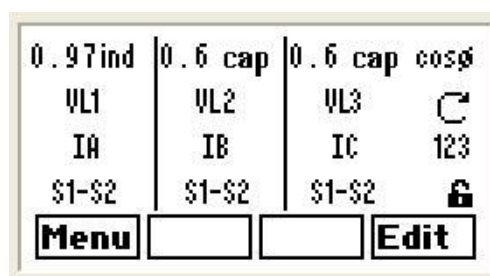 0.97ind 0.6 cap 0.6 cap cosø
VL1 VL2 VL3
IA IB IC 123
S1-S2 S1-S2 S1-S2
Menu Edit